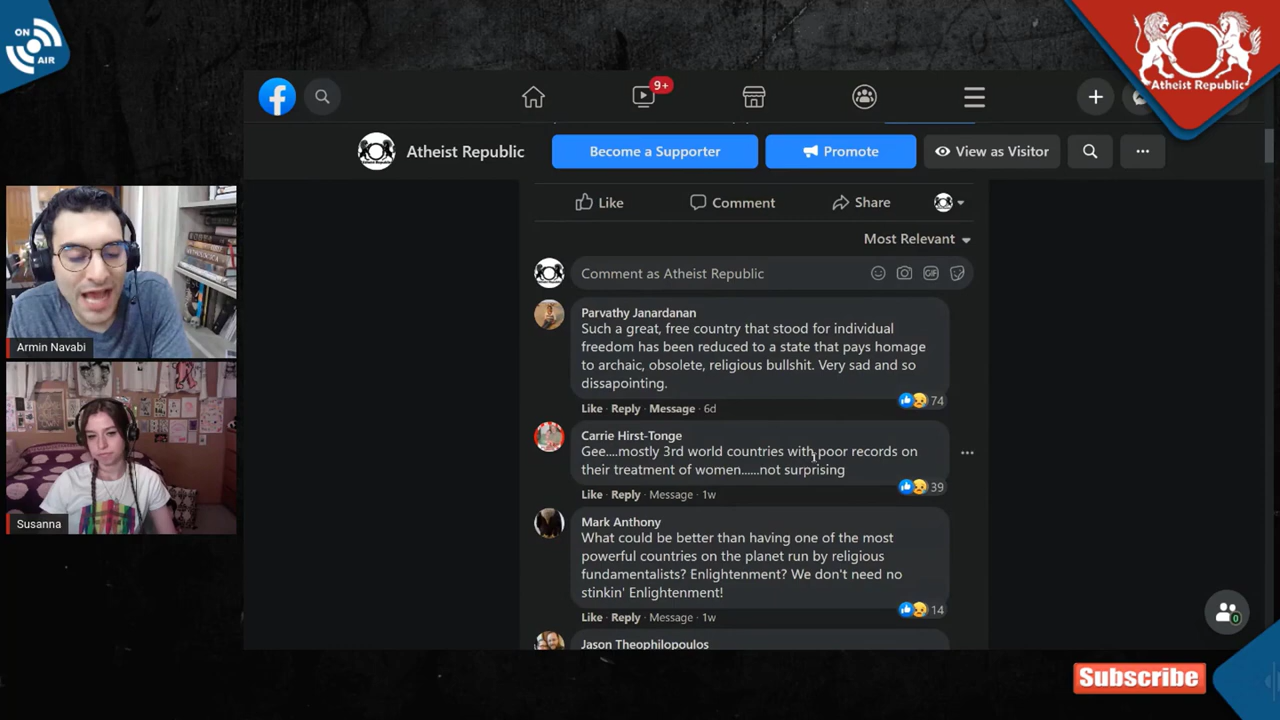 ON
AIR
Atheist Republic
9+
Atheist Republic
Become a Supporter
Promote
View as Visitor
Like
Comment
Share
Most Relevant
Comment as Atheist Republic
GIF
Parvathy Janardanan
Such a great, free country that stood for individual
freedom has been reduced to a state that pays homage
to archaic, obsolete, religious bullshit. Very sad and so
dissapointing.
74
Like · Reply · Message · 6d
Carrie Hirst-Tonge
Gee....mostly 3rd world countries with poor records on
their treatment of women......not surprising
39
Like · Reply · Message · 1w
Mark Anthony
What could be better than having one of the most
powerful countries on the planet run by religious
fundamentalists? Enlightenment? We don't need no
stinkin' Enlightenment!
14
Like · Reply · Message · 1w
Jason Theophilopoulos
Armin Navabi
Susanna
0
Subscribe